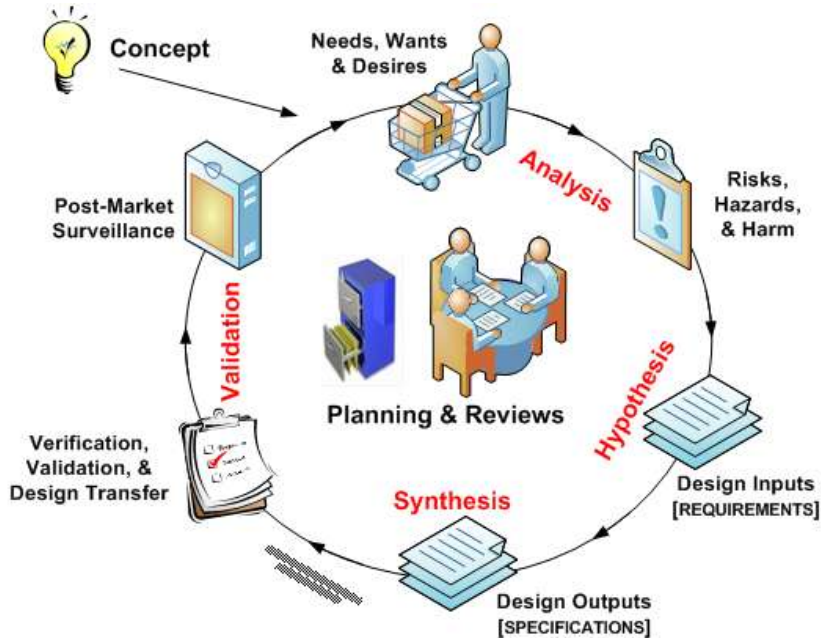 Concept
Needs, Wants
& Desires
Analysis
Risks,
Hazards,
& Harm
Post-Market
Surveillance
Validation
Hypothesis
Planning & Reviews
Verification,
Validation, &
Design Transfer
Synthesis
Design Inputs
[REQUIREMENTS]
Design Outputs
[SPECIFICATIONS]